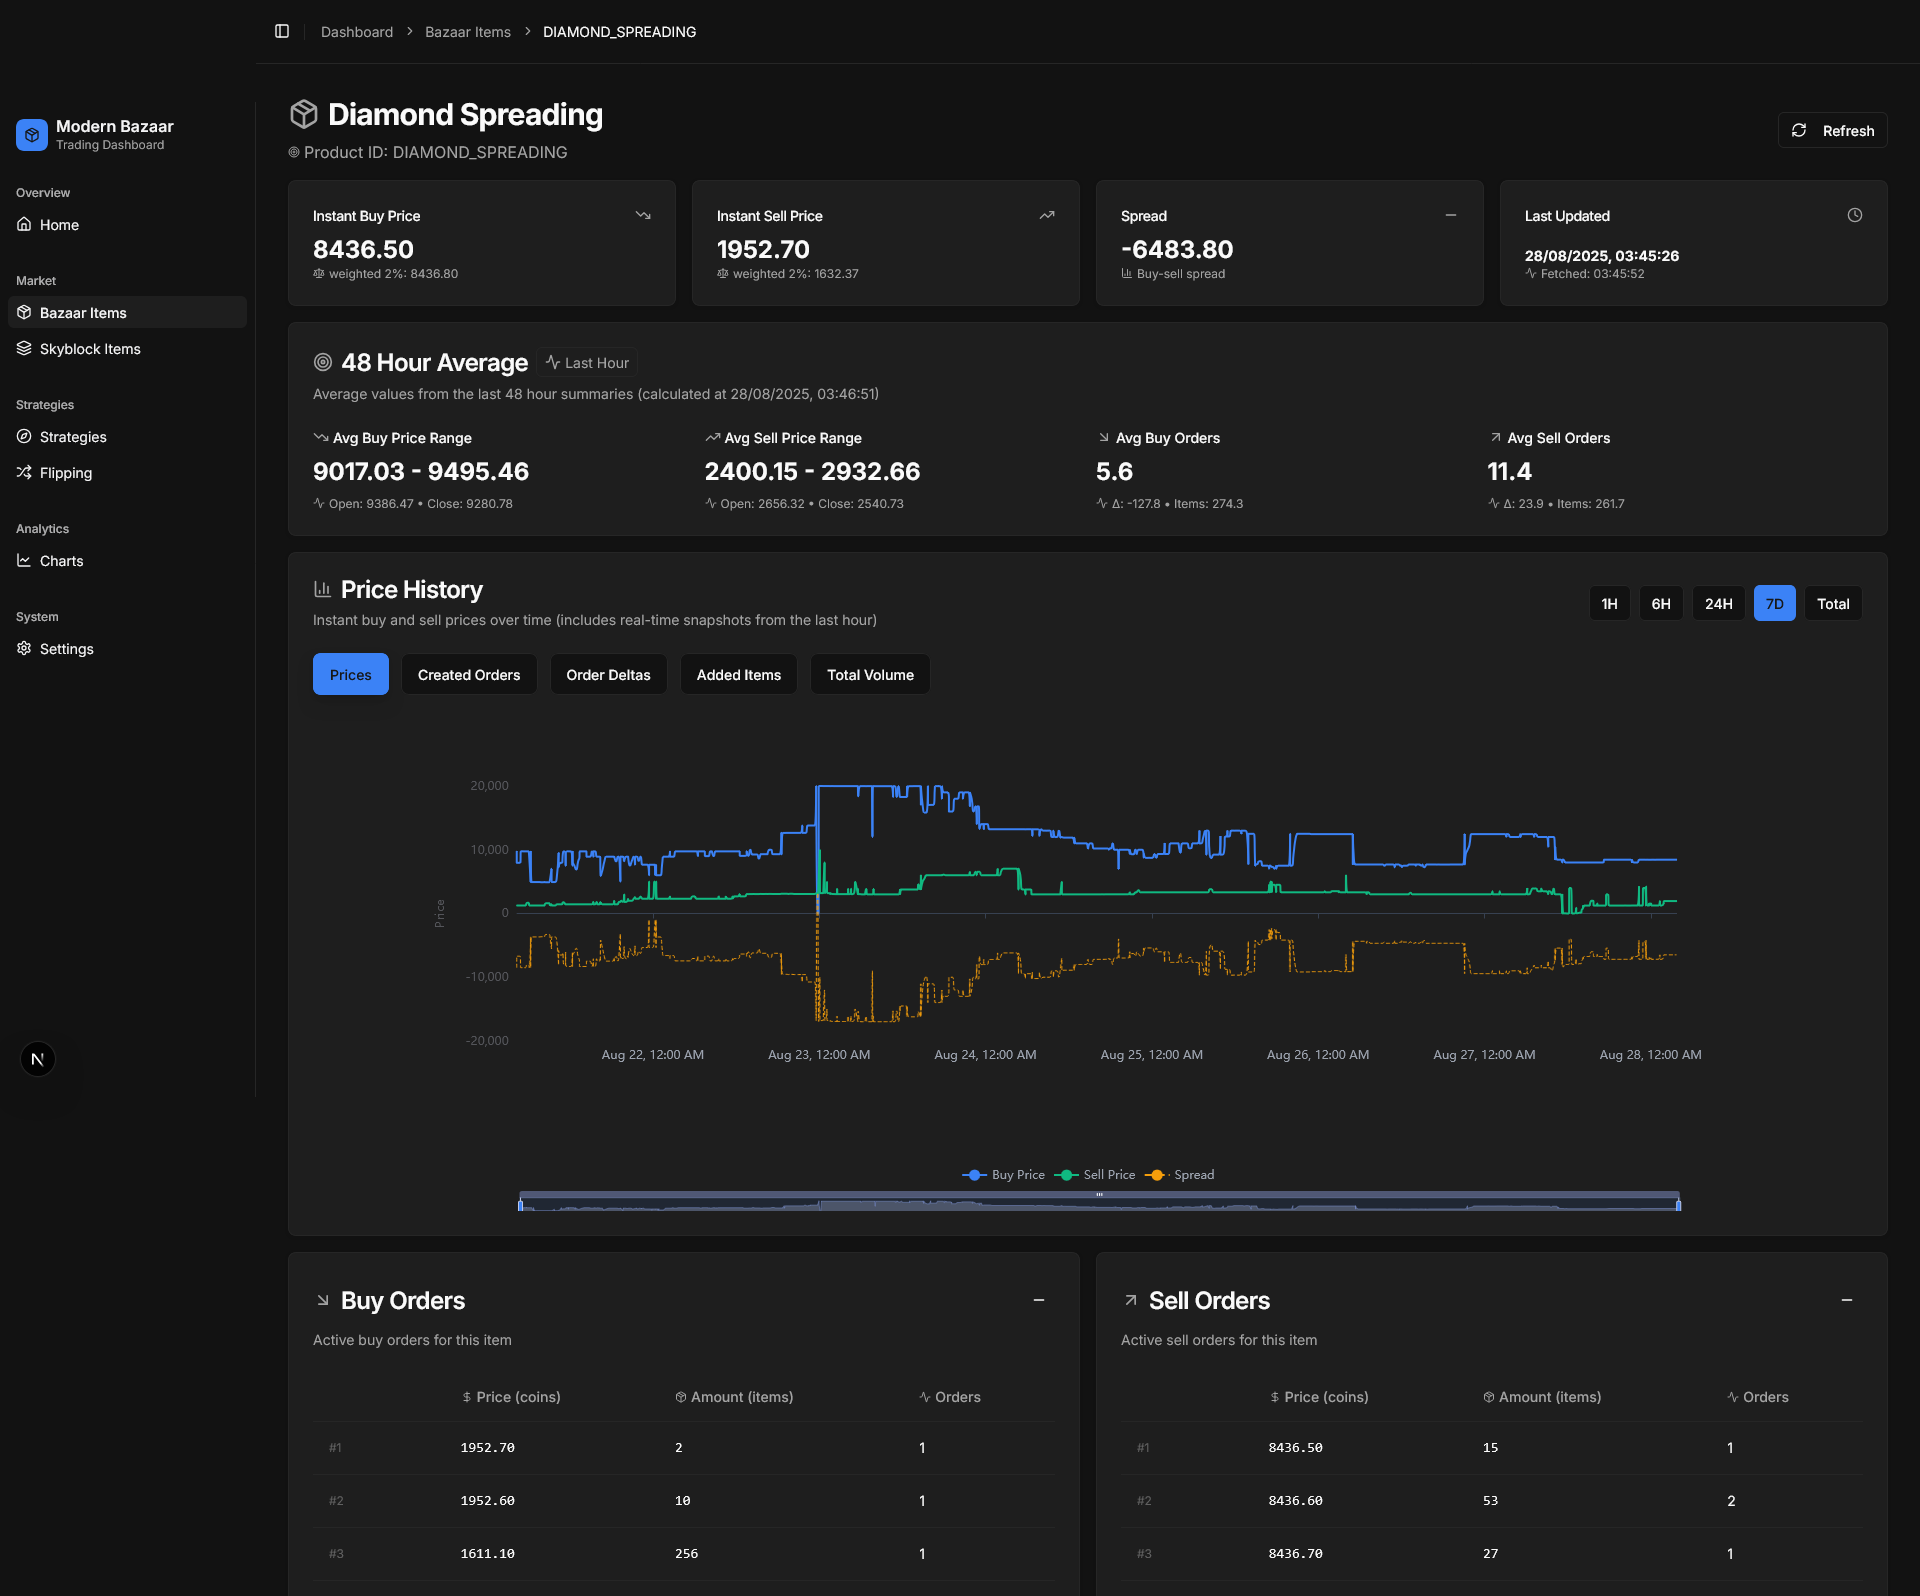 Dashboard > Bazaar Items > DIAMOND_SPREADING
Modern Bazaar
Trading Dashboard
Overview
Home
Market
Bazaar Items
Skyblock Items
Strategies
Strategies
Flipping
Analytics
Charts
System
Settings
N
Diamond Spreading
Product ID: DIAMOND_SPREADING
Refresh
Instant Buy Price
8436.50
weighted 2%: 8436.80
Instant Sell Price
1952.70
weighted 2%: 1632.37
Spread
-6483.80
Buy-sell spread
Last Updated
28/08/2025, 03:45:26
Fetched: 03:45:52
48 Hour Average Last Hour
Average values from the last 48 hour summaries (calculated at 28/08/2025, 03:46:51)
Avg Buy Price Range
9017.03 - 9495.46
Open: 9386.47 • Close: 9280.78
Avg Sell Price Range
2400.15 - 2932.66
Open: 2656.32 • Close: 2540.73
Avg Buy Orders
5.6
Δ: -127.8 • Items: 274.3
Avg Sell Orders
11.4
Δ: 23.9 • Items: 261.7
Price History
Instant buy and sell prices over time (includes real-time snapshots from the last hour)
1H 6H 24H 7D Total
Prices Created Orders Order Deltas Added Items Total Volume
20,000
10,000
0
-10,000
-20,000
Price
Aug 22, 12:00 AM Aug 23, 12:00 AM Aug 24, 12:00 AM Aug 25, 12:00 AM Aug 26, 12:00 AM Aug 27, 12:00 AM Aug 28, 12:00 AM
Buy Price Sell Price Spread
Buy Orders
Active buy orders for this item
Price (coins) Amount (items) Orders
#1 1952.70 2 1
#2 1952.60 10 1
#3 1611.10 256 1
Sell Orders
Active sell orders for this item
Price (coins) Amount (items) Orders
#1 8436.50 15 1
#2 8436.60 53 2
#3 8436.70 27 1